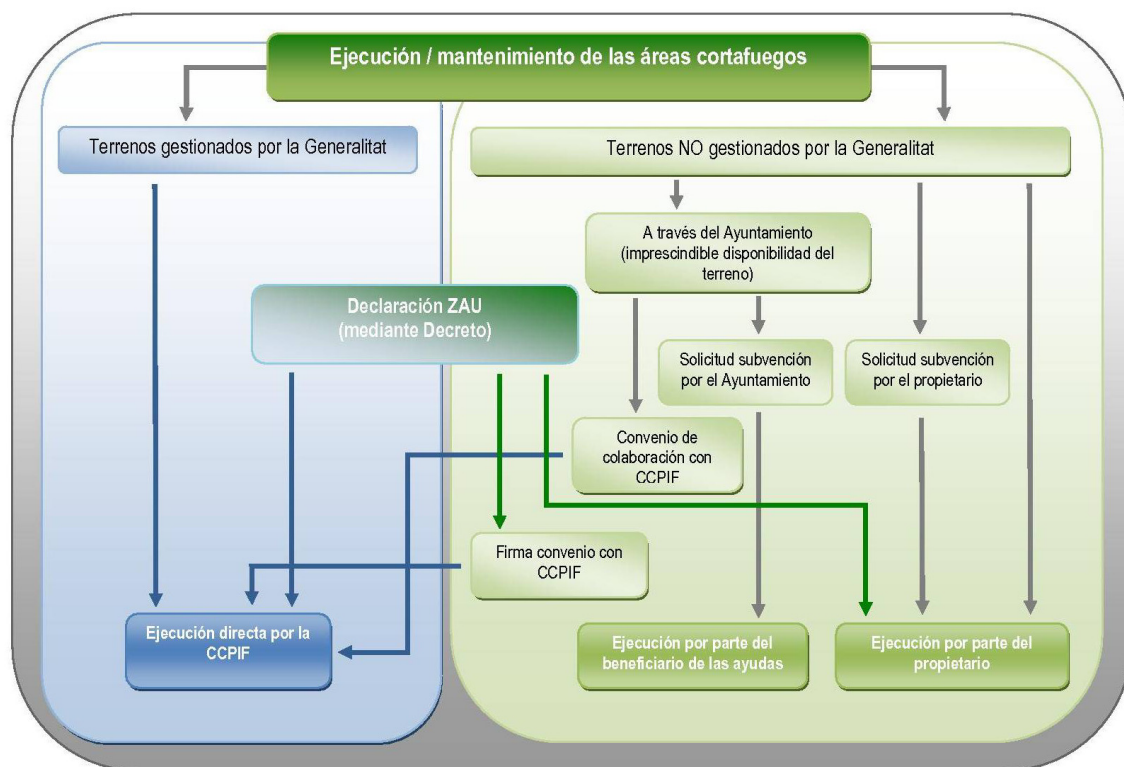 Ejecución / mantenimiento de las áreas cortafuegos
Terrenos gestionados por la Generalitat
Terrenos NO gestionados por la Generalitat
A través del Ayuntamiento
(imprescindible disponibilidad del
terreno)
Declaración ZAU
(mediante Decreto)
Solicitud subvención
por el Ayuntamiento
Solicitud subvención
por el propietario
Convenio de
colaboración con
CCPIF
Firma convenio con
CCPIF
Ejecución directa por la
CCPIF
Ejecución por parte del
beneficiario de las ayudas
Ejecución por parte del
propietario